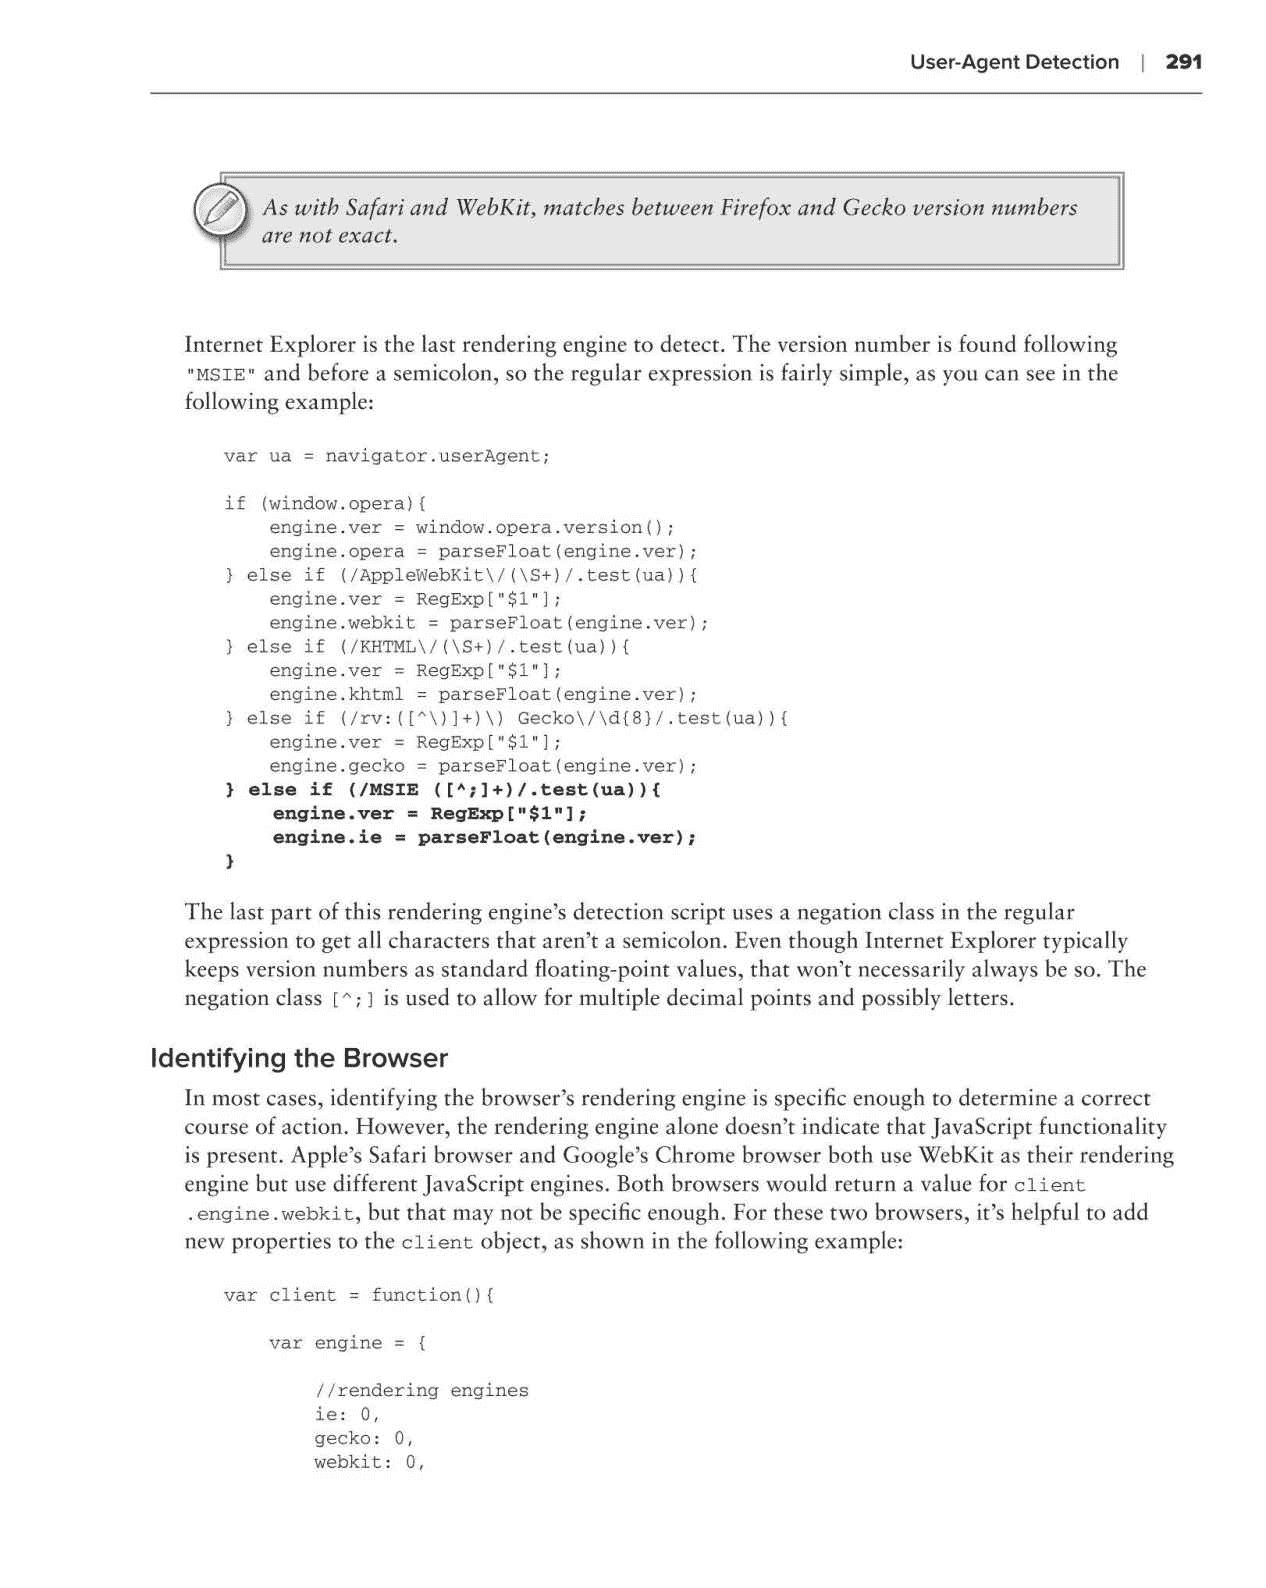 User-Agent Detection | 291
As with Safari and WebKit, matches between Firefox and Gecko version numbers
are not exact.
Internet Explorer is the last rendering engine to detect. The version number is found following
"MSIE" and before a semicolon, so the regular expression is fairly simple, as you can see in the
following example:
var ua = navigator.userAgent;
if (window.opera){
    engine.ver = window.opera.version();
    engine.opera = parseFloat(engine.ver);
} else if (/AppleWebKit\/(\S+)/.test(ua)){
    engine.ver = RegExp["$1"];
    engine.webkit = parseFloat(engine.ver);
} else if (/KHTML\/(\S+)/.test(ua)){
    engine.ver = RegExp["$1"];
    engine.khtml = parseFloat(engine.ver);
} else if (/rv:([^\)]+)\) Gecko\/\d{8}/.test(ua)){
    engine.ver = RegExp["$1"];
    engine.gecko = parseFloat(engine.ver);
} else if (/MSIE ([^;]+)/.test(ua)){
    engine.ver = RegExp["$1"];
    engine.ie = parseFloat(engine.ver);
}
The last part of this rendering engine's detection script uses a negation class in the regular
expression to get all characters that aren't a semicolon. Even though Internet Explorer typically
keeps version numbers as standard floating-point values, that won't necessarily always be so. The
negation class [^;] is used to allow for multiple decimal points and possibly letters.
Identifying the Browser
In most cases, identifying the browser's rendering engine is specific enough to determine a correct
course of action. However, the rendering engine alone doesn't indicate that JavaScript functionality
is present. Apple's Safari browser and Google's Chrome browser both use WebKit as their rendering
engine but use different JavaScript engines. Both browsers would return a value for client
.engine.webkit, but that may not be specific enough. For these two browsers, it's helpful to add
new properties to the client object, as shown in the following example:
var client = function(){
    var engine = {
        //rendering engines
        ie: 0,
        gecko: 0,
        webkit: 0,